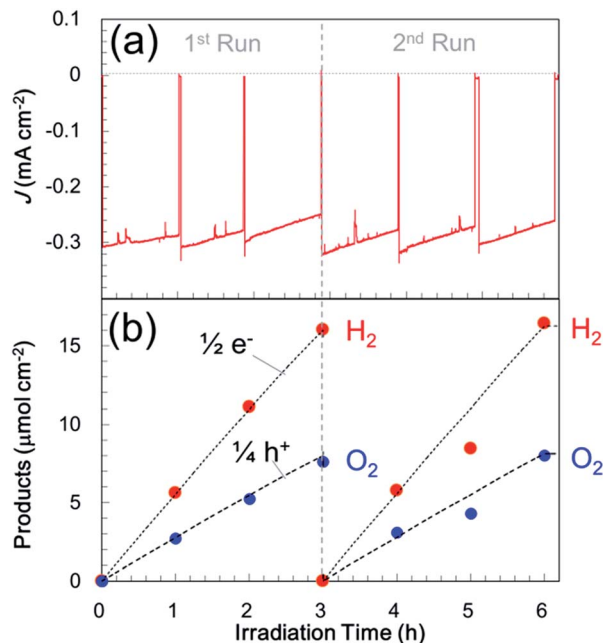 (a)
1st Run
2nd Run
0.1
0
-0.1
-0.2
-0.3
J (mA cm-2)
(b)
½ e-
H2
H2
¼ h+
O2
O2
15
10
5
0
Products (μmol cm-2)
0 1 2 3 4 5 6
Irradiation Time (h)